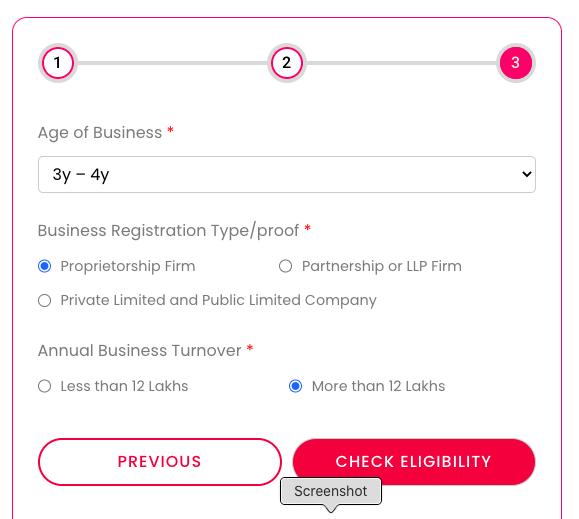 1 2 3
Age of Business *
3y – 4y
Business Registration Type/proof *
Proprietorship Firm Partnership or LLP Firm
Private Limited and Public Limited Company
Annual Business Turnover *
Less than 12 Lakhs More than 12 Lakhs
PREVIOUS CHECK ELIGIBILITY
Screenshot